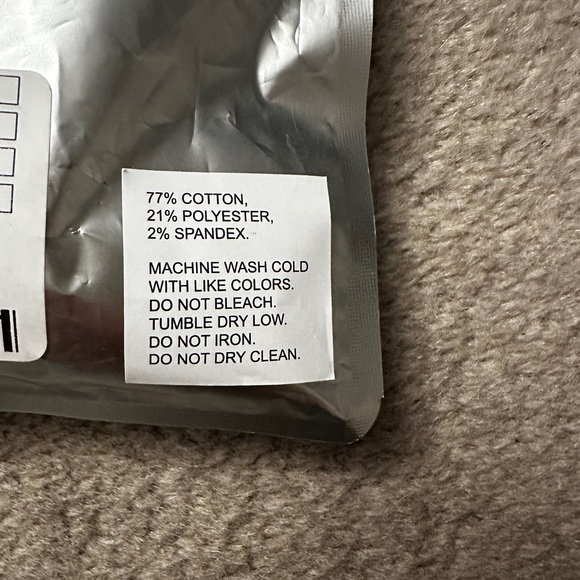 77% COTTON,
21% POLYESTER,
2% SPANDEX.
MACHINE WASH COLD
WITH LIKE COLORS.
DO NOT BLEACH.
TUMBLE DRY LOW.
DO NOT IRON.
DO NOT DRY CLEAN.